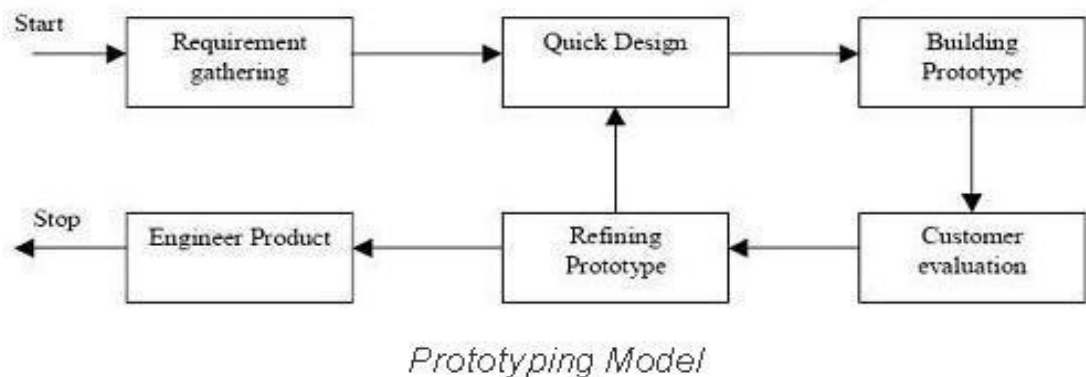 Start
Requirement
gathering
Quick Design
Building
Prototype
Stop
Engineer Product
Refining
Prototype
Customer
evaluation
Prototyping Model